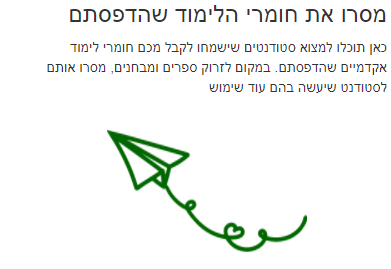 מסרו את חומרי הלימוד שהדפסתם
כאן תוכלו למצוא סטודנטים שישמחו לקבל מכם חומרי לימוד
אקדמיים שהדפסתם. במקום לזרוק ספרים ומבחנים, מסרו אותם
לסטודנט שיעשה בהם עוד שימוש